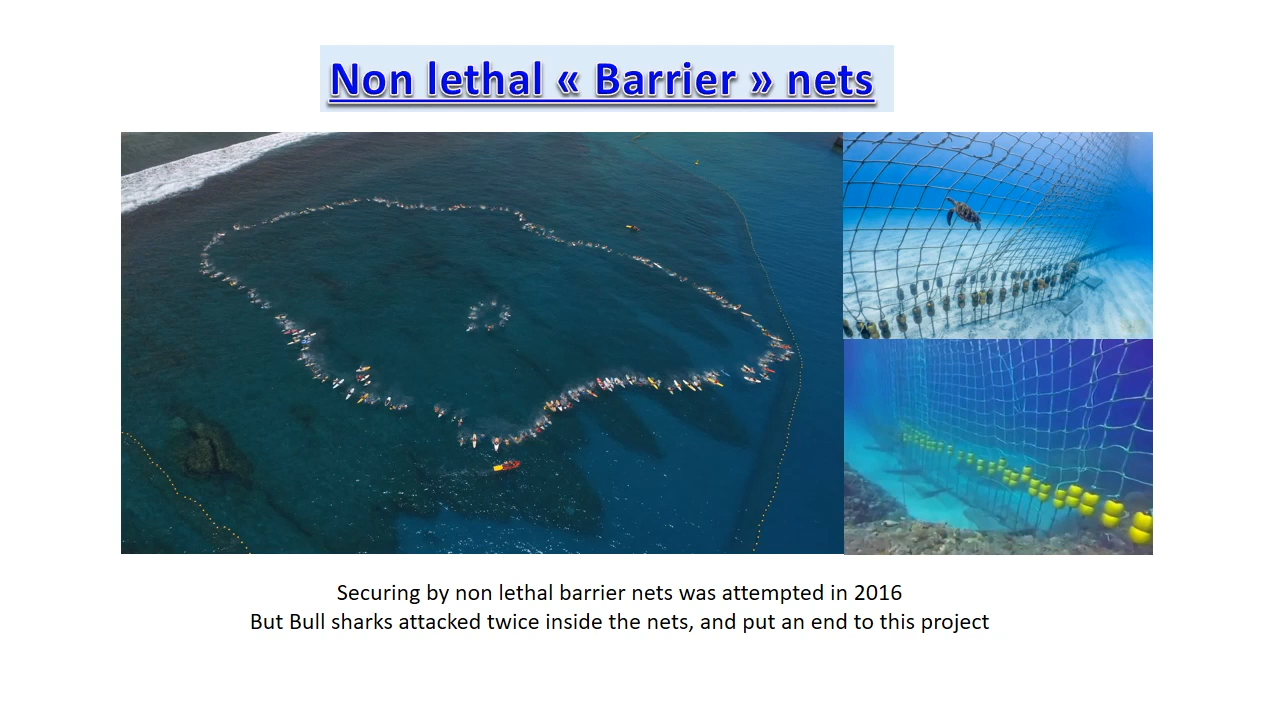 Non lethal « Barrier » nets
Securing by non lethal barrier nets was attempted in 2016
But Bull sharks attacked twice inside the nets, and put an end to this project